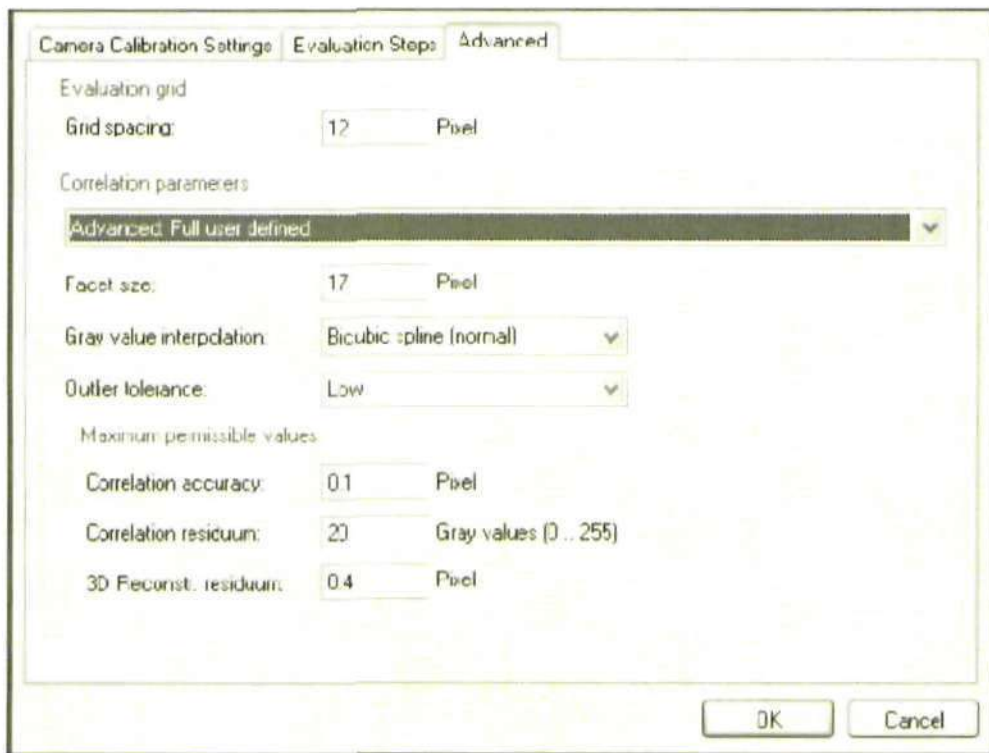 Camera Calibration Settings Evaluation Steps Advanced
Evaluation grid
Grid spacing: 12 Pixel
Correlation parameters
Advanced: Full user defined
Facet size: 17 Pixel
Gray value interpolation: Bicubic spline (normal)
Outlier tolerance: Low
Maximum permissible values
Correlation accuracy: 0.1 Pixel
Correlation residuum: 20 Gray values (0 .. 255)
3D Reconstr. residuum: 0.4 Pixel
OK Cancel